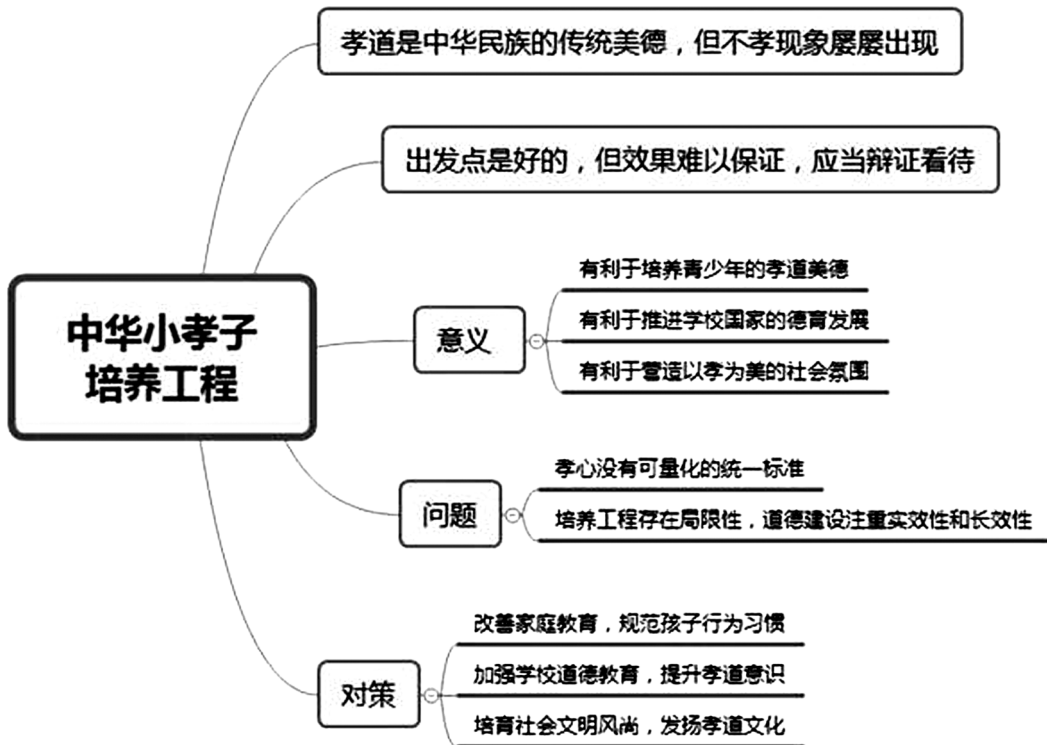 孝道是中华民族的传统美德，但不孝现象屡屡出现
出发点是好的，但效果难以保证，应当辩证看待
中华小孝子
培养工程
意义
有利于培养青少年的孝道美德
有利于推进学校国家的德育发展
有利于营造以孝为美的社会氛围
问题
孝心没有可量化的统一标准
培养工程存在局限性，道德建设注重实效性和长效性
对策
改善家庭教育，规范孩子行为习惯
加强学校道德教育，提升孝道意识
培育社会文明风尚，发扬孝道文化